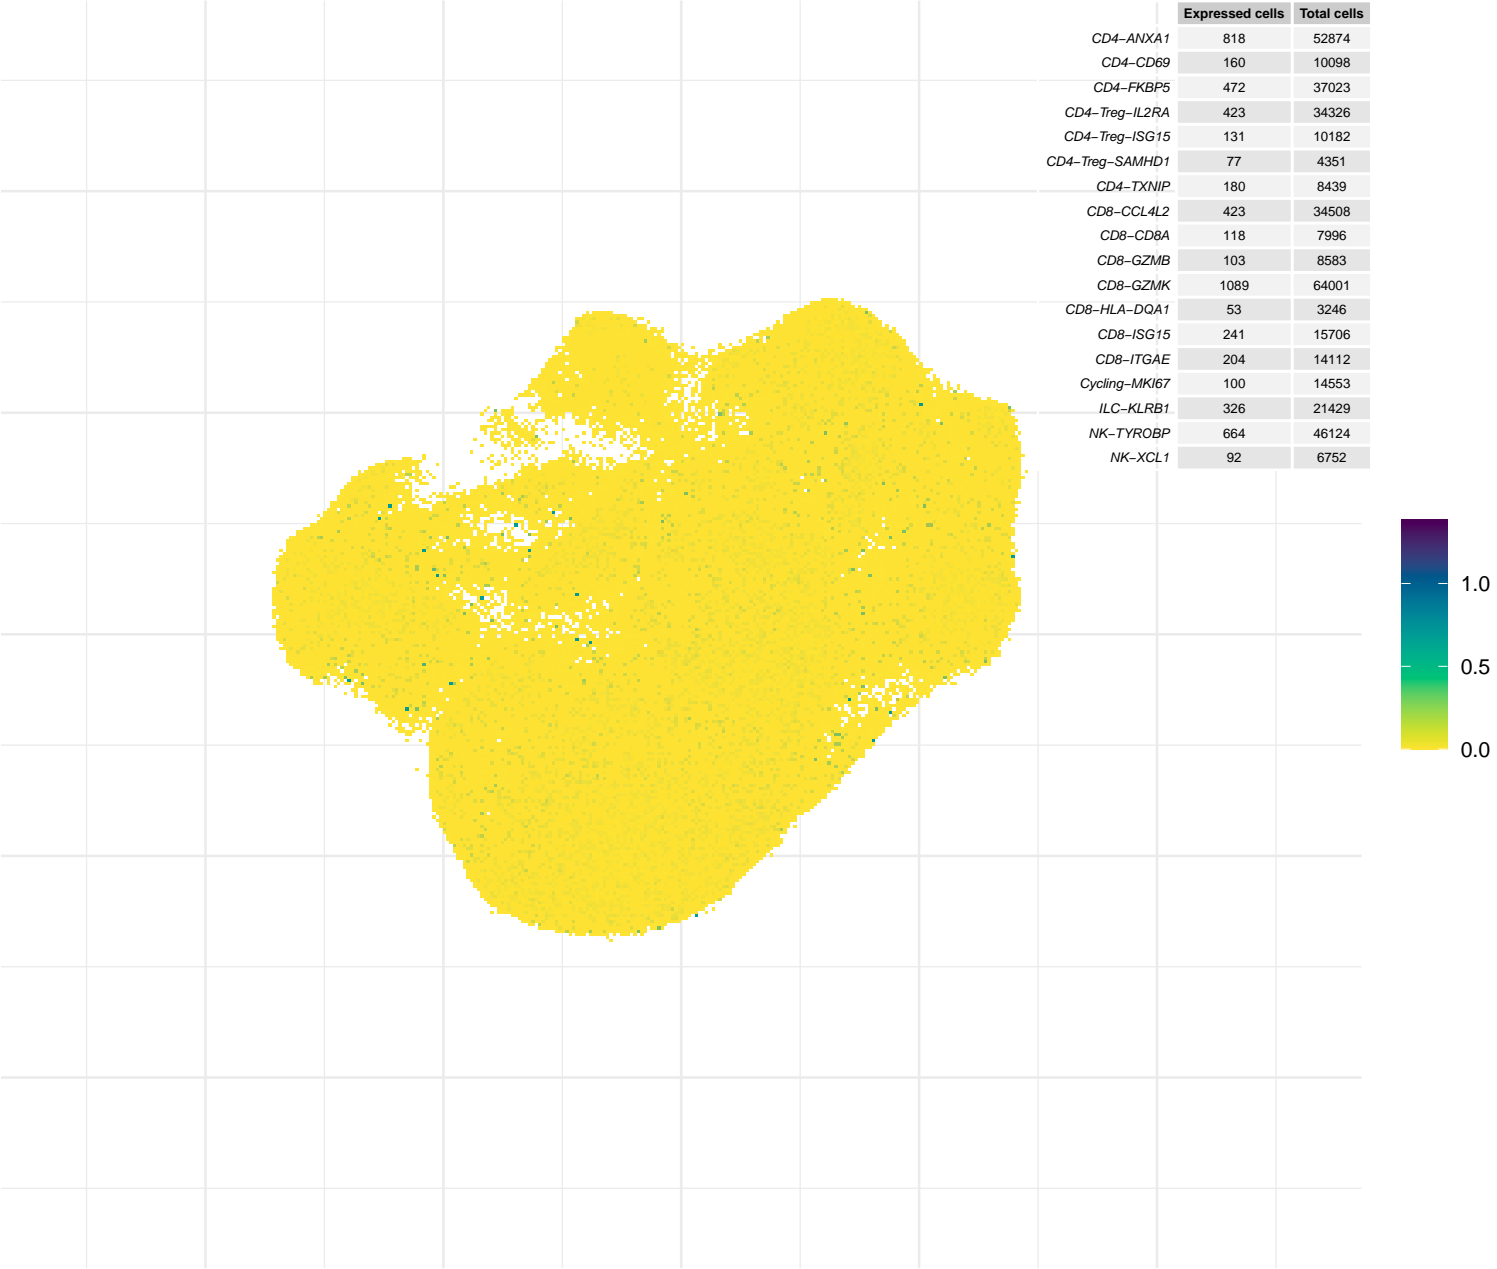 Expressed cells Total cells
CD4−ANXA1 818 52874
CD4−CD69 160 10098
CD4−FKBP5 472 37023
CD4−Treg−IL2RA 423 34326
CD4−Treg−ISG15 131 10182
CD4−Treg−SAMHD1 77 4351
CD4−TXNIP 180 8439
CD8−CCL4L2 423 34508
CD8−CD8A 118 7996
CD8−GZMB 103 8583
CD8−GZMK 1089 64001
CD8−HLA−DQA1 53 3246
CD8−ISG15 241 15706
CD8−ITGAE 204 14112
Cycling−MKI67 100 14553
ILC−KLRB1 326 21429
NK−TYROBP 664 46124
NK−XCL1 92 6752
1.0
0.5
0.0